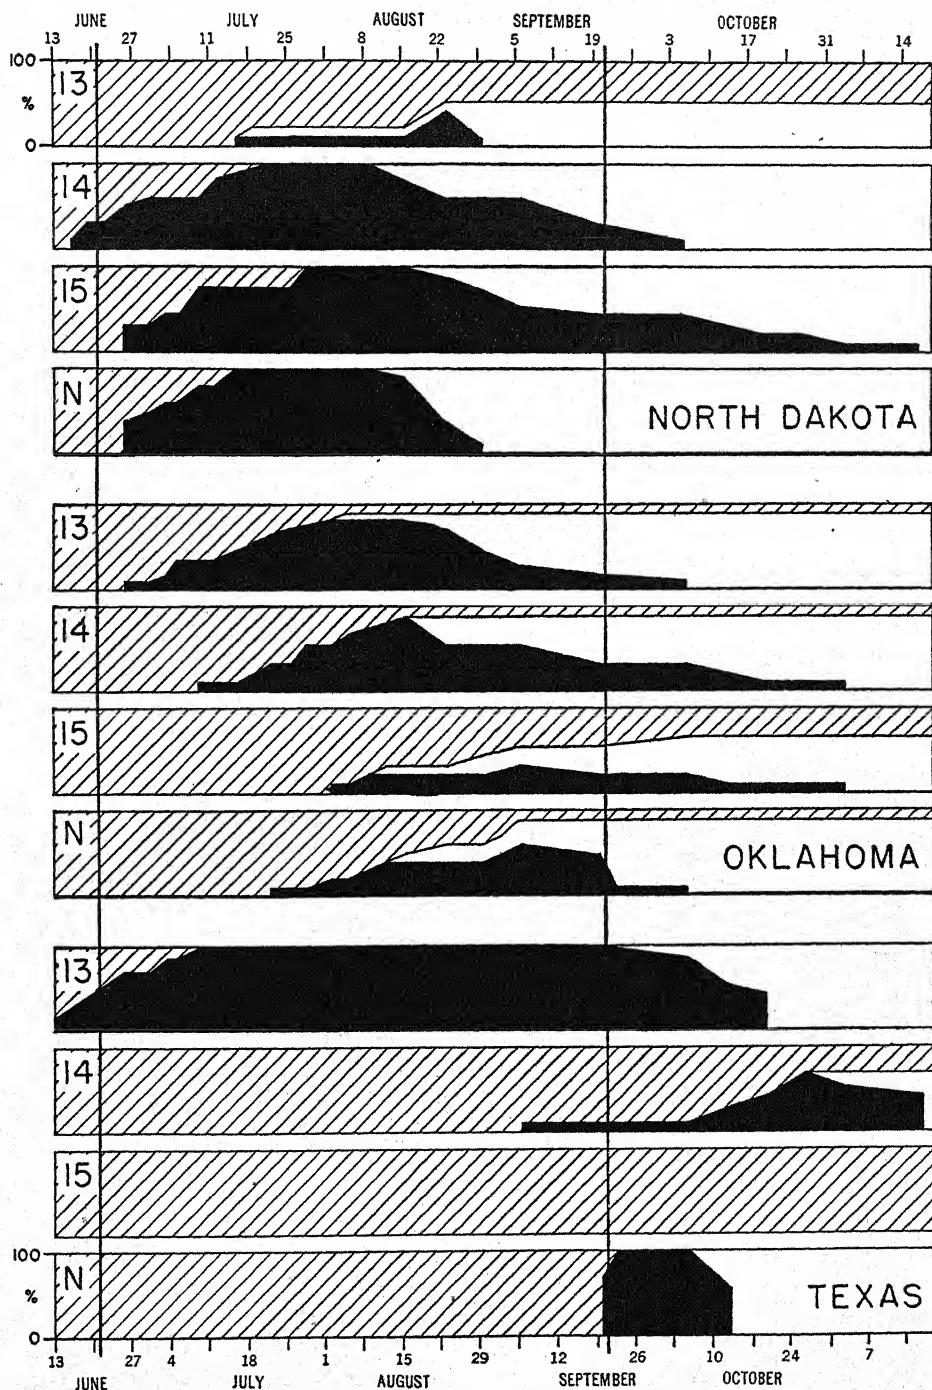 JUNE JULY AUGUST SEPTEMBER OCTOBER
13 27 11 25 8 22 5 19 3 17 31 14
100
13
%
0
14
15
N
NORTH DAKOTA
13
14
15
N
OKLAHOMA
13
14
15
100
N
%
TEXAS
0
13 27 4 18 1 15 29 12 26 10 24 7
JUNE JULY AUGUST SEPTEMBER OCTOBER